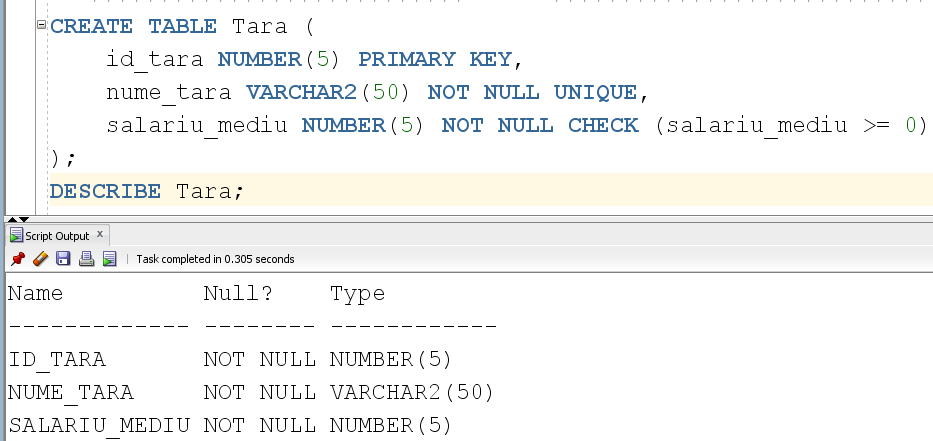 CREATE TABLE Tara (
    id_tara NUMBER(5) PRIMARY KEY,
    nume_tara VARCHAR2(50) NOT NULL UNIQUE,
    salariu_mediu NUMBER(5) NOT NULL CHECK (salariu_mediu >= 0)
);
DESCRIBE Tara;
Script Output x
Task completed in 0.305 seconds
Name          Null?    Type
------------- -------- ------------
ID_TARA       NOT NULL NUMBER(5)
NUME_TARA     NOT NULL VARCHAR2(50)
SALARIU_MEDIU NOT NULL NUMBER(5)